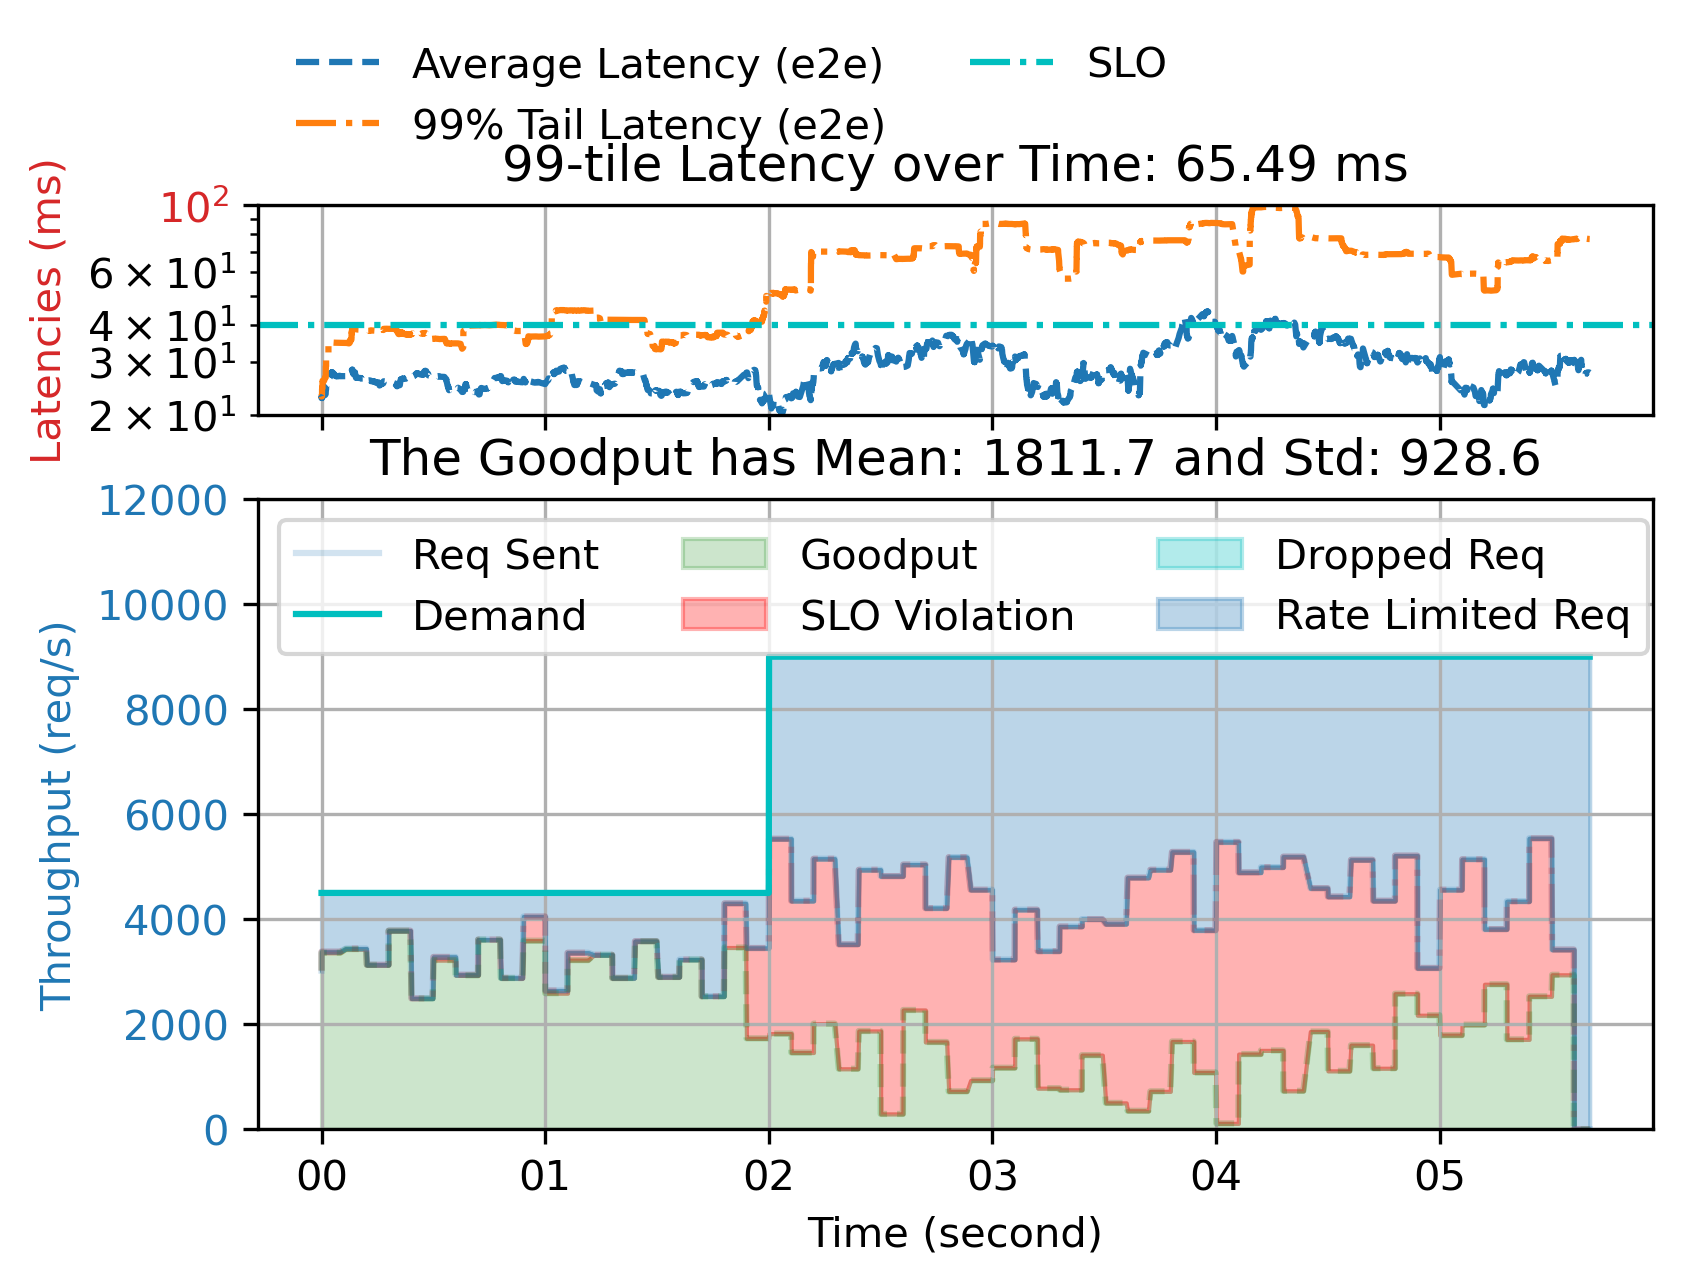 Average Latency (e2e)
SLO
99% Tail Latency (e2e)
99-tile Latency over Time: 65.49 ms
Latencies (ms)
10²
6 × 10¹
4 × 10¹
3 × 10¹
2 × 10¹
The Goodput has Mean: 1811.7 and Std: 928.6
Throughput (req/s)
12000
10000
8000
6000
4000
2000
0
Req Sent
Goodput
Dropped Req
Demand
SLO Violation
Rate Limited Req
00 01 02 03 04 05
Time (second)